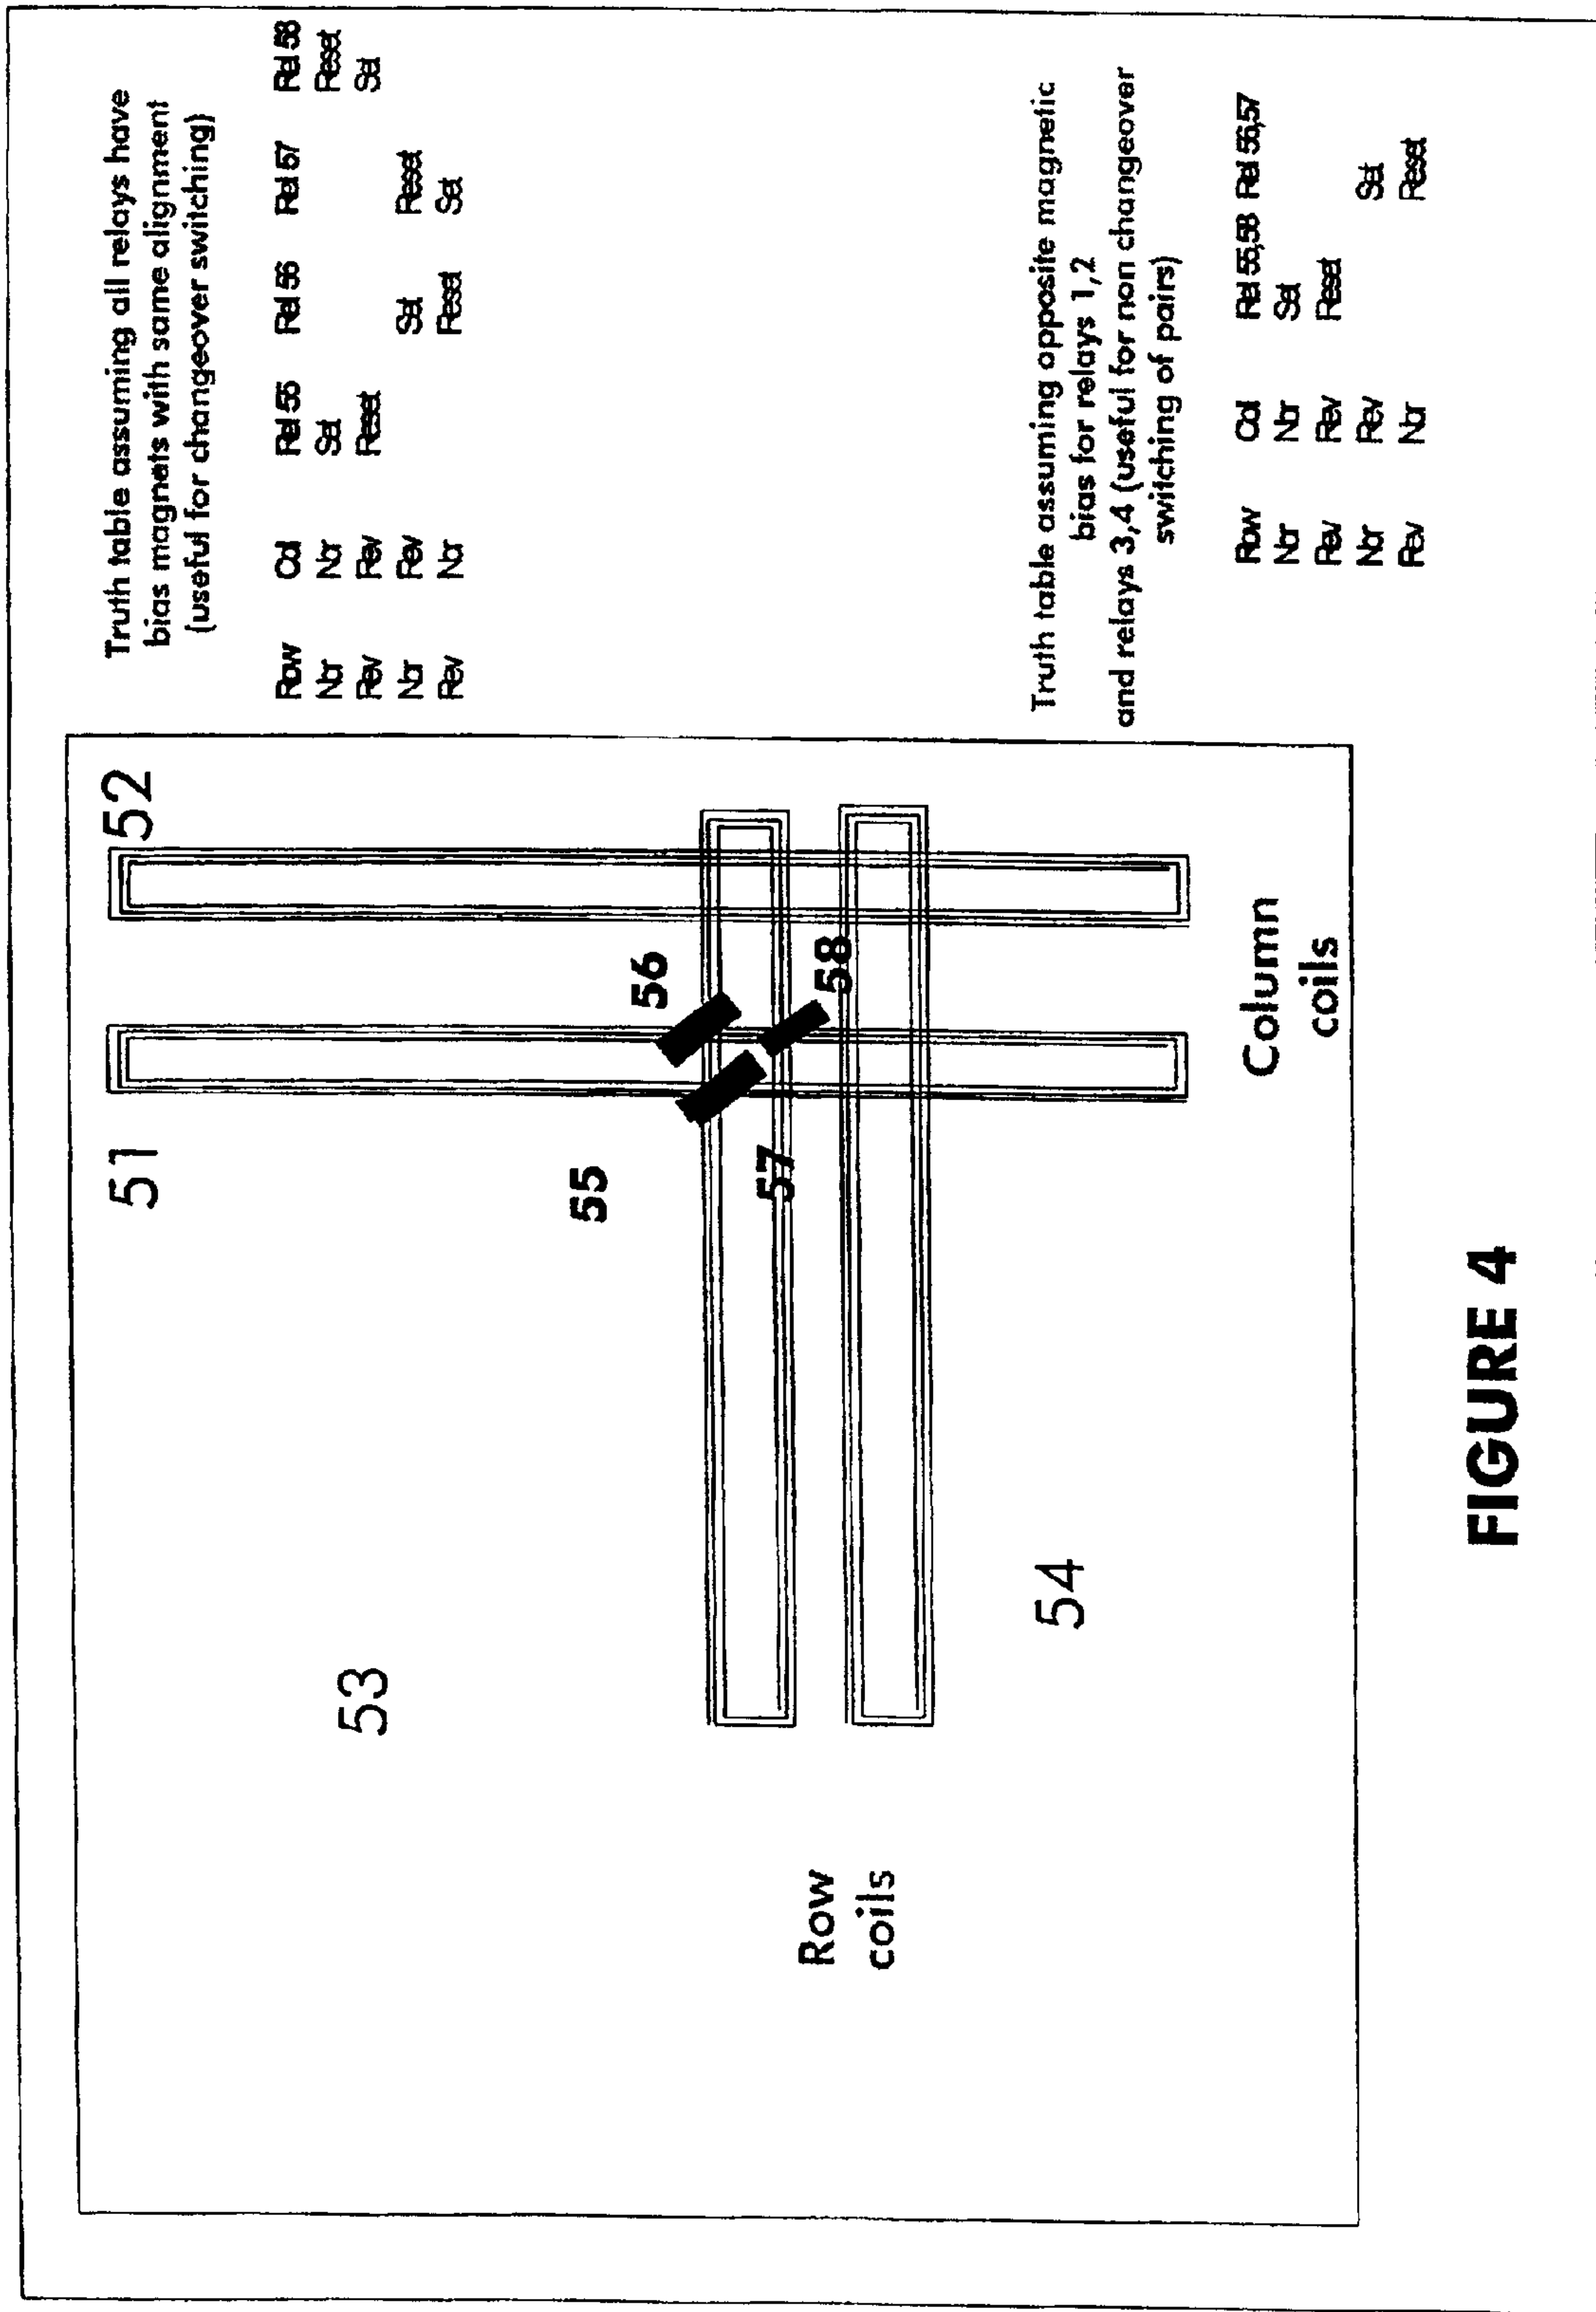 52
51
53
54
55
56
57
58
Row
coils
Column
coils
Truth table assuming all relays have
bias magnets with same alignment
(useful for changeover switching)
Row Col Rel 55 Rel 56 Rel 57 Rel 58
Nor Nor Set Reset
Rev Rev Reset Set
Nor Rev Set Reset
Rev Nor Reset Set
Truth table assuming opposite magnetic
bias for relays 1,2
and relays 3,4 (useful for non changeover
switching of pairs)
Row Col Rel 55,58 Rel 56,57
Nor Nor Set
Rev Rev Reset
Nor Rev Set
Rev Nor Reset
FIGURE 4